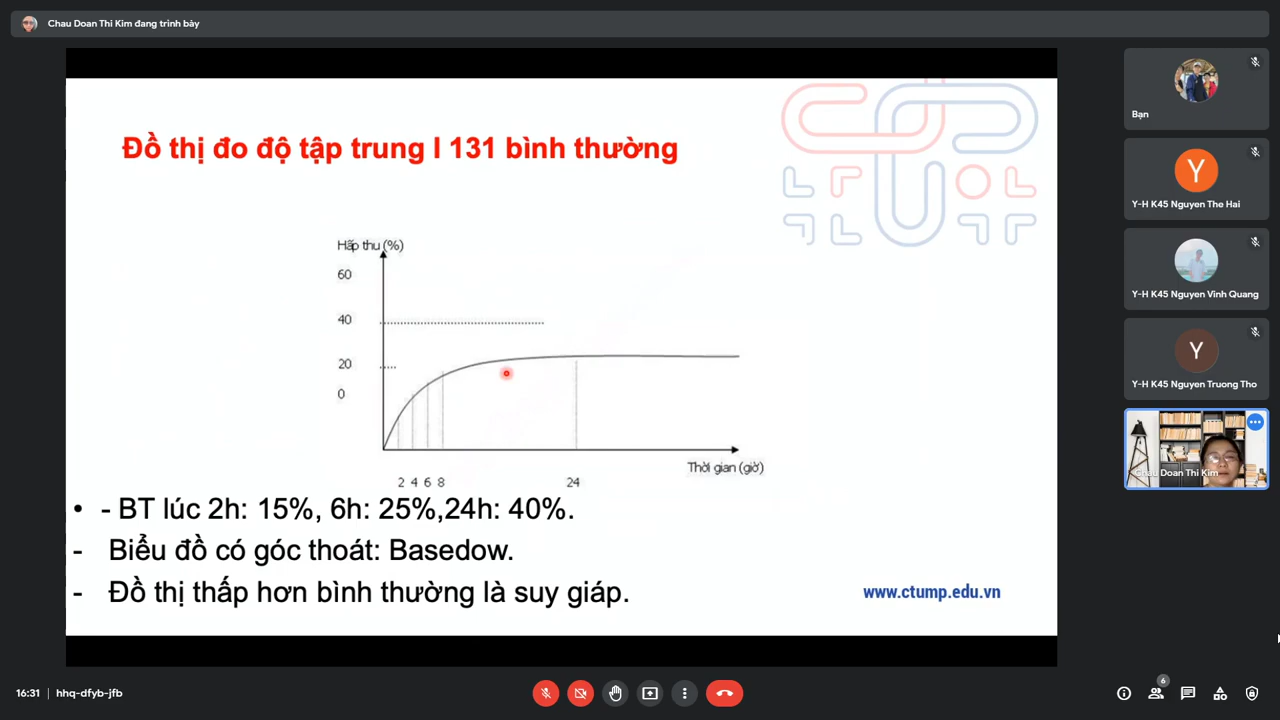 Chau Doan Thi Kim đang trình bày
Đồ thị đo độ tập trung I 131 bình thường
Hấp thu (%)
60
40
20
0
Thời gian (giờ)
2 4 6 8 24
• - BT lúc 2h: 15%, 6h: 25%,24h: 40%.
- Biểu đồ có góc thoát: Basedow.
- Đồ thị thấp hơn bình thường là suy giáp.
www.ctump.edu.vn
Bạn
Y
Y-H K45 Nguyen The Hai
Y-H K45 Nguyen Vinh Quang
Y
Y-H K45 Nguyen Truong Tho
Chau Doan Thi Kim
16:31 | hhq-dfyb-jfb
6